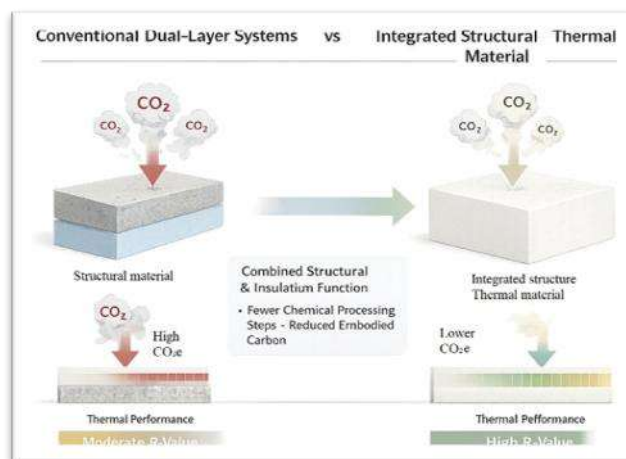 Conventional Dual-Layer Systems vs Integrated Structural Thermal
Material
CO₂
CO₂ CO₂
CO₂
CO₂ CO₂
Structural material
Integrated structure
Thermal material
Combined Structural
& Insulatium Function
• Fewer Chemical Processing
Steps - Reduced Embodied
Carbon
CO₂
High
CO₂e
Lower
CO₂e
Thermal Performance
Moderate R-Value
Thermal Pefformance
High R-Value